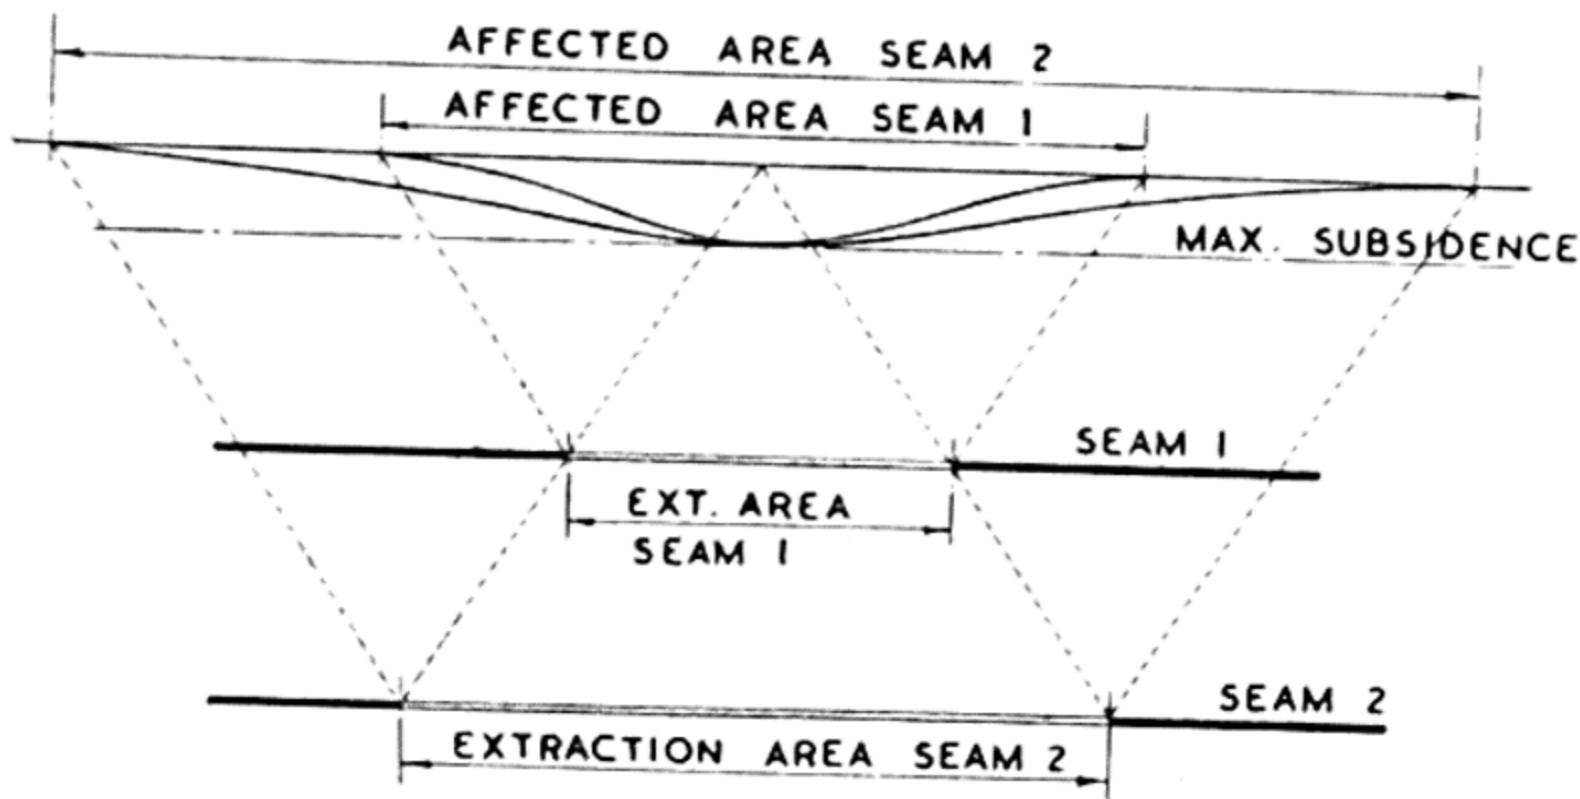 AFFECTED AREA SEAM 2
AFFECTED AREA SEAM 1
MAX. SUBSIDENCE
SEAM 1
EXT. AREA
SEAM 1
SEAM 2
EXTRACTION AREA SEAM 2